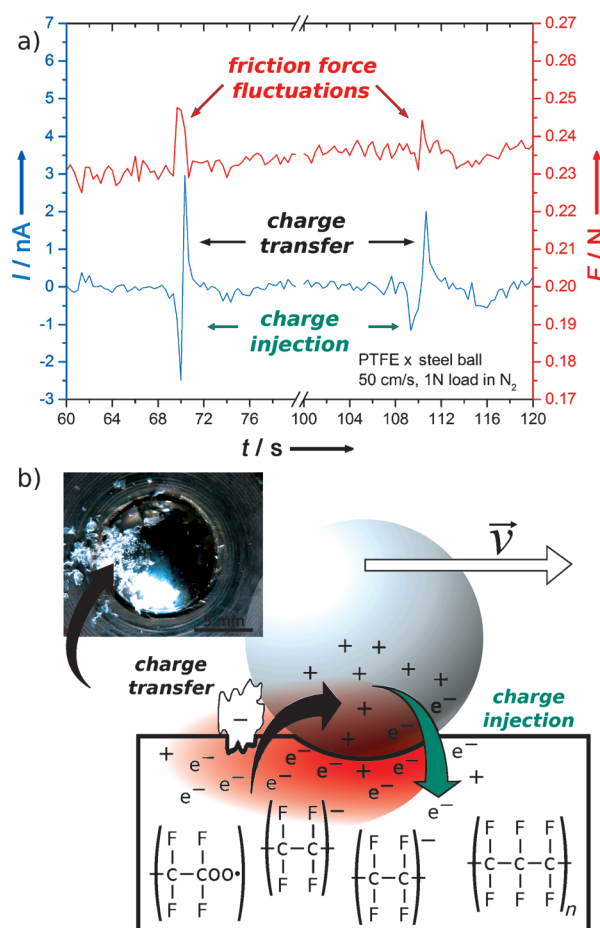 a)
7
6
5
4
3
2
1
0
-1
-2
-3
I / nA
0.27
0.26
0.25
0.24
0.23
0.22
0.21
0.20
0.19
0.18
0.17
F / N
friction force
fluctuations
charge
transfer
charge
injection
PTFE x steel ball
50 cm/s, 1N load in N₂
60 64 68 72 76 100 104 108 112 116 120
t / s
b)
5 mm
v
charge
transfer
charge
injection
+ + + + + + + +
e⁻
−
+ e⁻ e⁻ e⁻ e⁻ e⁻ e⁻ + e⁻ e⁻ e⁻ +
e⁻ e⁻ e⁻ e⁻
F F
C C OO•
F F
F F −
C C
F F
F F −
C C
F F
F F F
C C C
F F F n